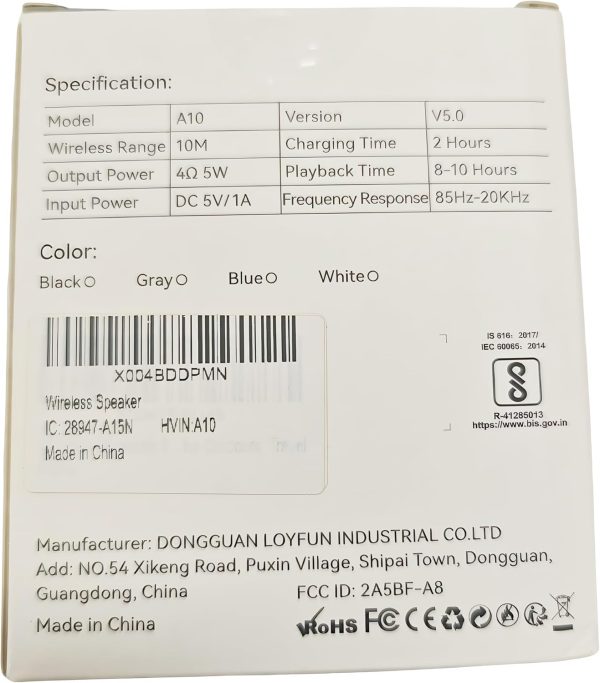 Specification:
Model A10 Version V5.0
Wireless Range 10M Charging Time 2 Hours
Output Power 4Ω 5W Playback Time 8-10 Hours
Input Power DC 5V/1A Frequency Response 85Hz-20KHz
Color:
Black Gray Blue White
X004BDDPMN
Wireless Speaker
IC: 28947-A15N HVIN:A10
Made in China
IS 616: 2017/
IEC 60065: 2014
R-41285013
https://www.bis.gov.in
Manufacturer: DONGGUAN LOYFUN INDUSTRIAL CO.LTD
Add: NO.54 Xikeng Road, Puxin Village, Shipai Town, Dongguan,
Guangdong, China FCC ID: 2A5BF-A8
Made in China RoHS FC CE